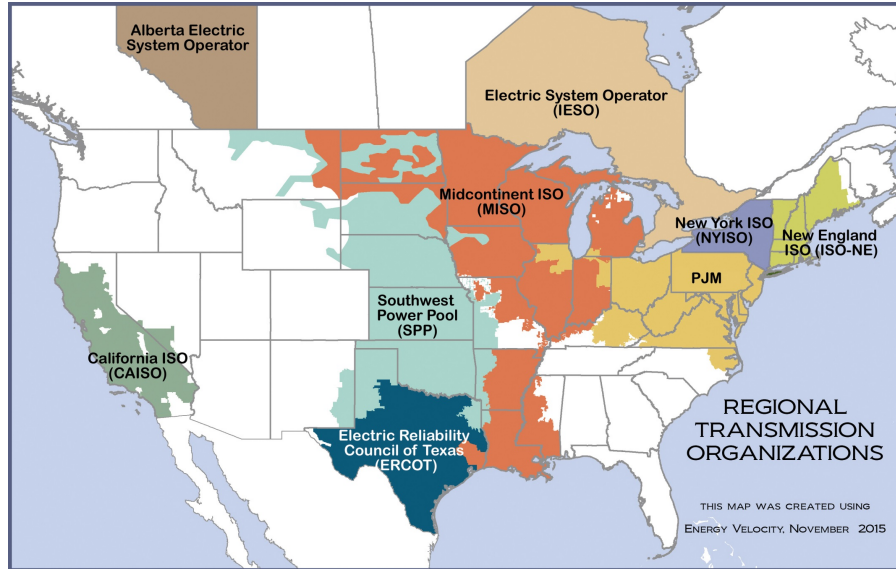 Alberta Electric
System Operator
Electric System Operator
(IESO)
Midcontinent ISO
(MISO)
New York ISO
(NYISO)
New England
ISO (ISO-NE)
PJM
Southwest
Power Pool
(SPP)
California ISO
(CAISO)
Electric Reliability
Council of Texas
(ERCOT)
REGIONAL
TRANSMISSION
ORGANIZATIONS
THIS MAP WAS CREATED USING
ENERGY VELOCITY, NOVEMBER 2015